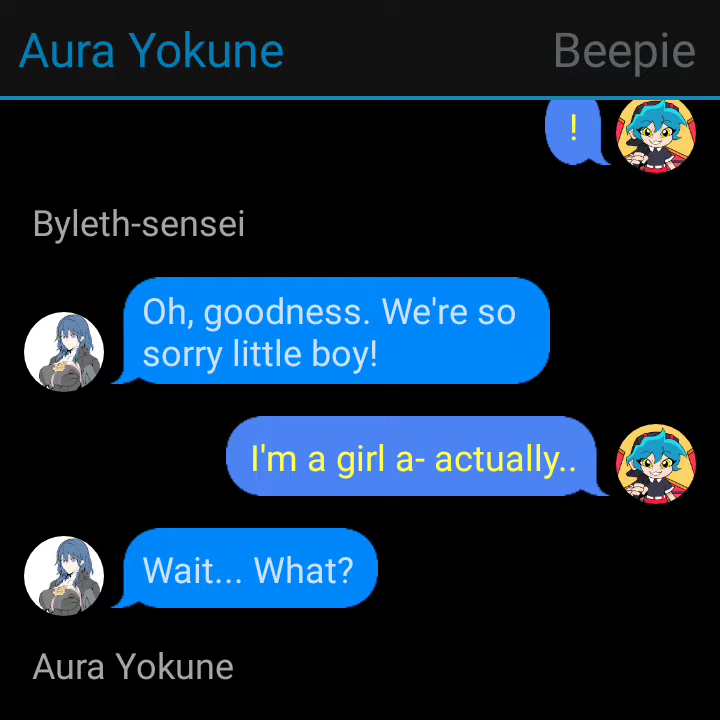 Aura Yokune
Beepie
!
Byleth-sensei
Oh, goodness. We're so
sorry little boy!
I'm a girl a- actually..
Wait... What?
Aura Yokune